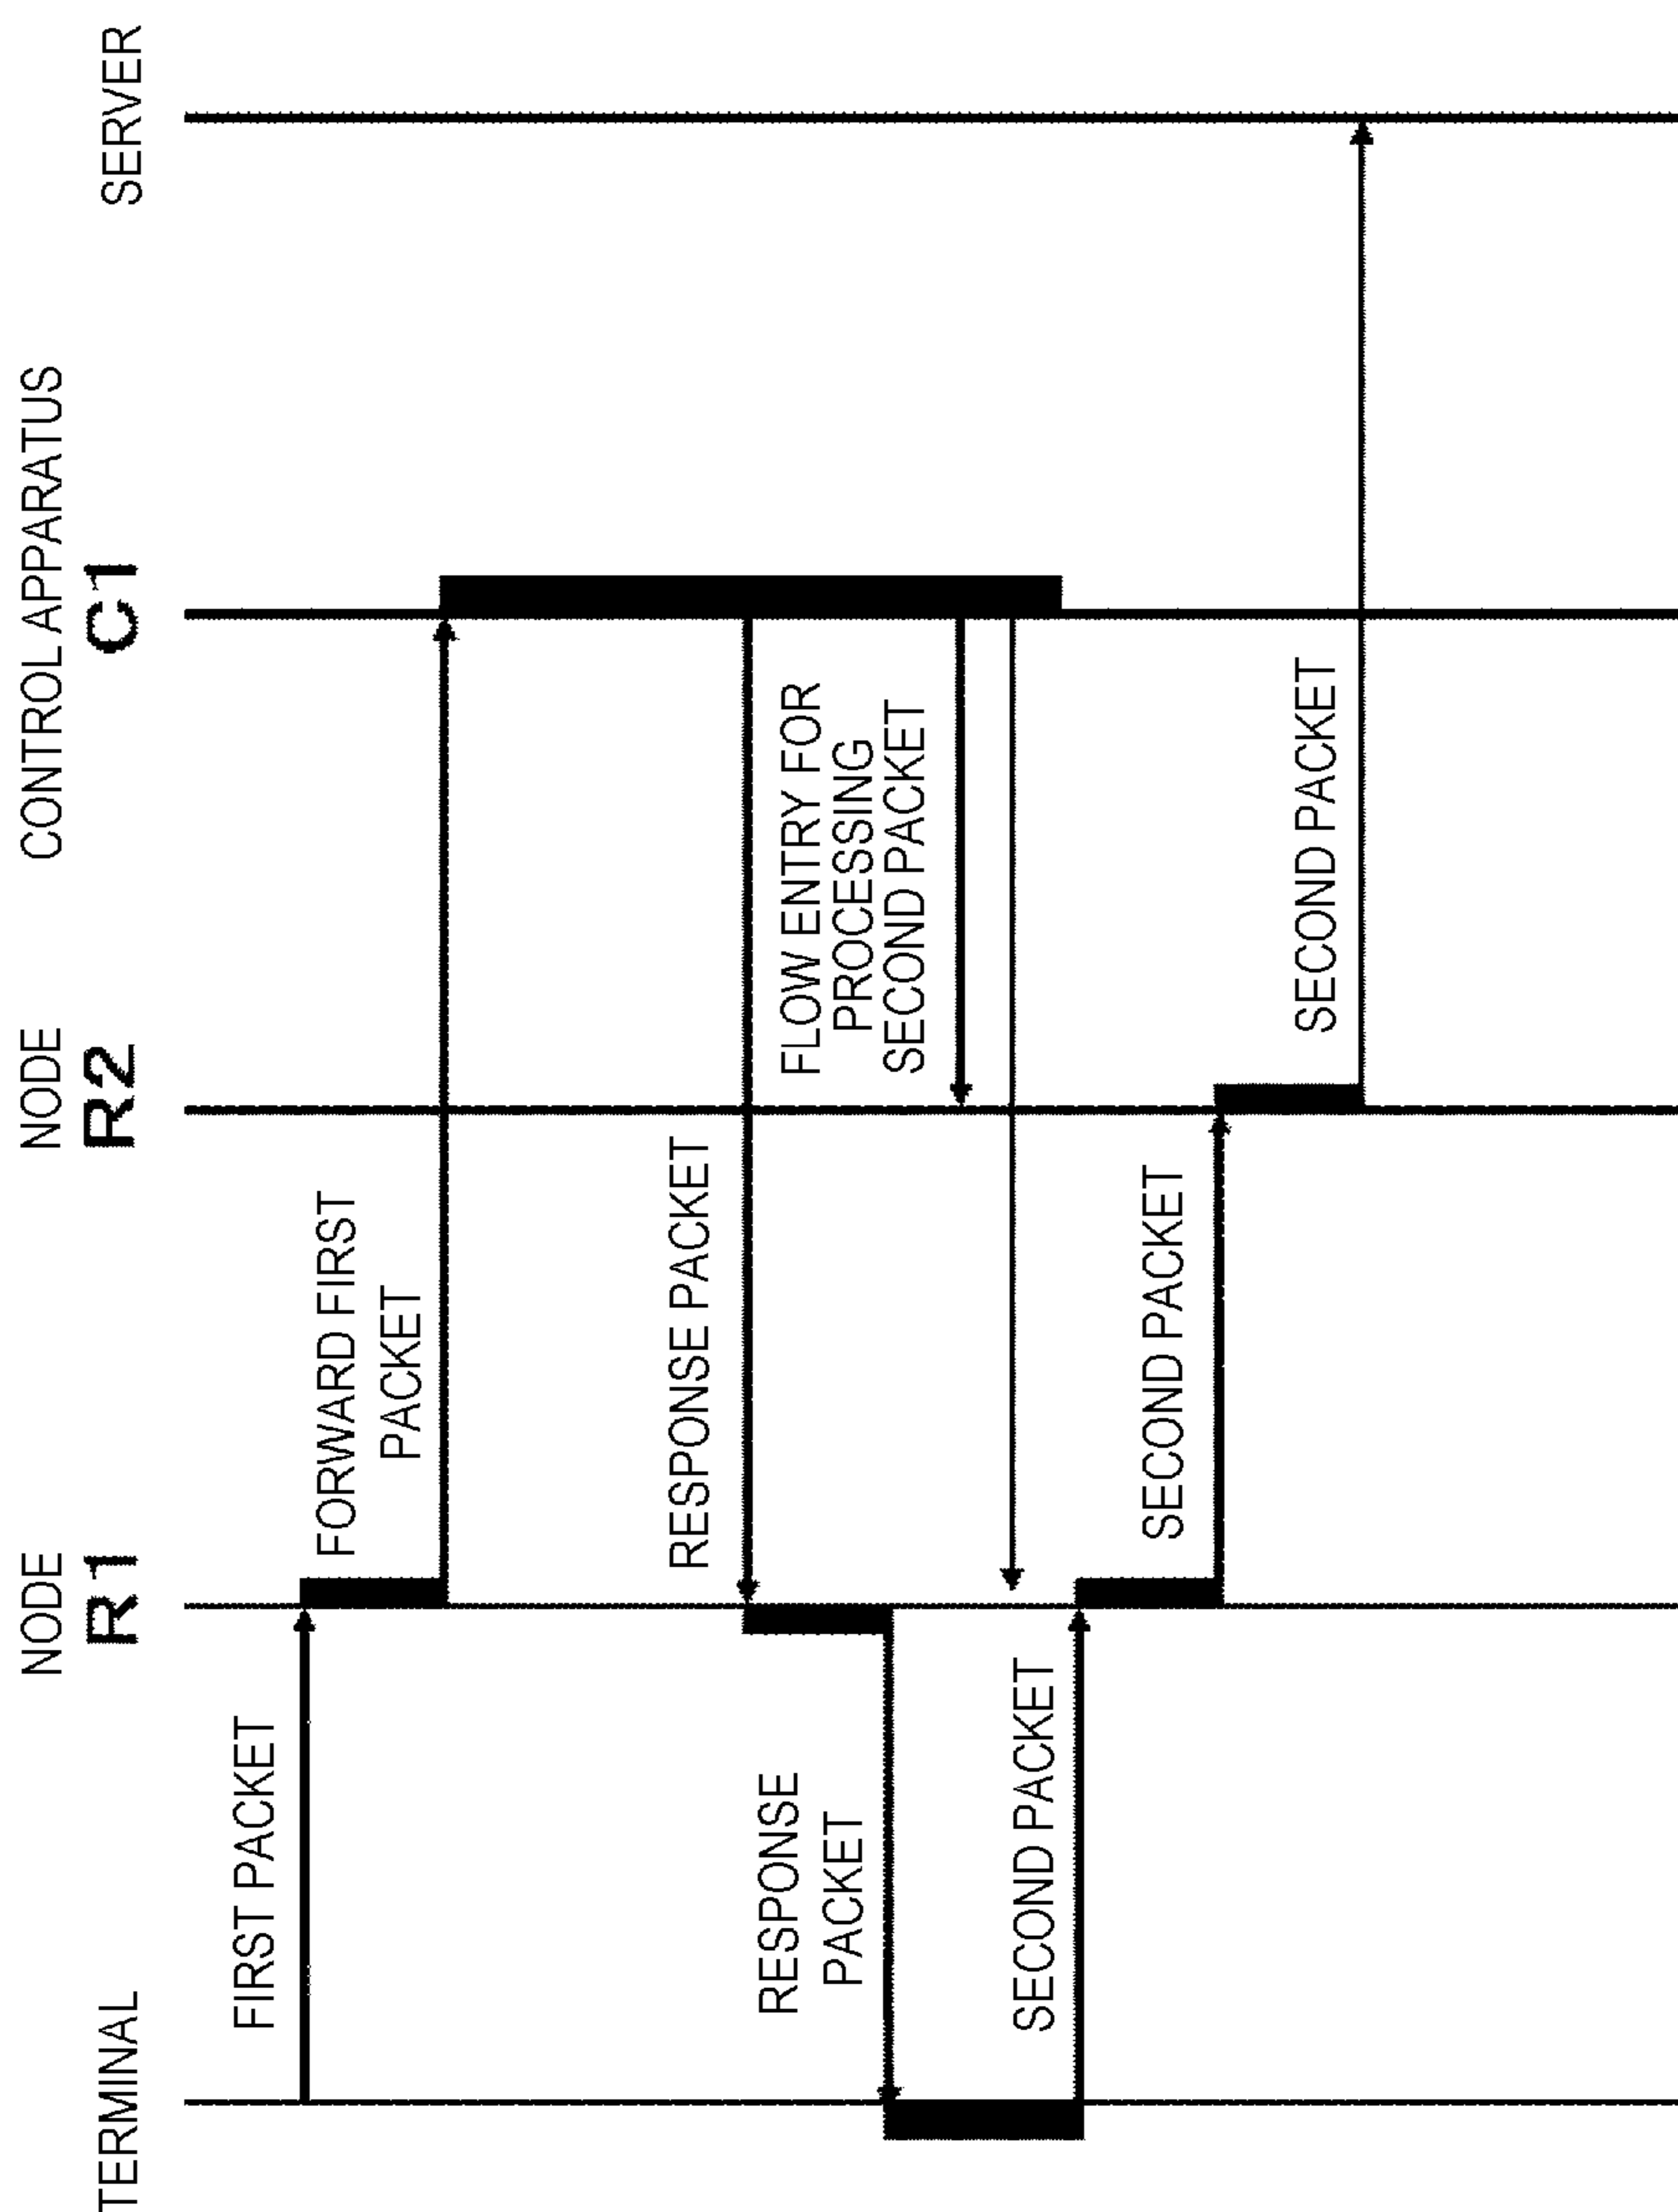 TERMINAL
NODE
R1
NODE
R2
CONTROL APPARATUS
C1
SERVER
FIRST PACKET
FORWARD FIRST
PACKET
RESPONSE PACKET
RESPONSE
PACKET
FLOW ENTRY FOR
PROCESSING
SECOND PACKET
SECOND PACKET
SECOND PACKET
SECOND PACKET